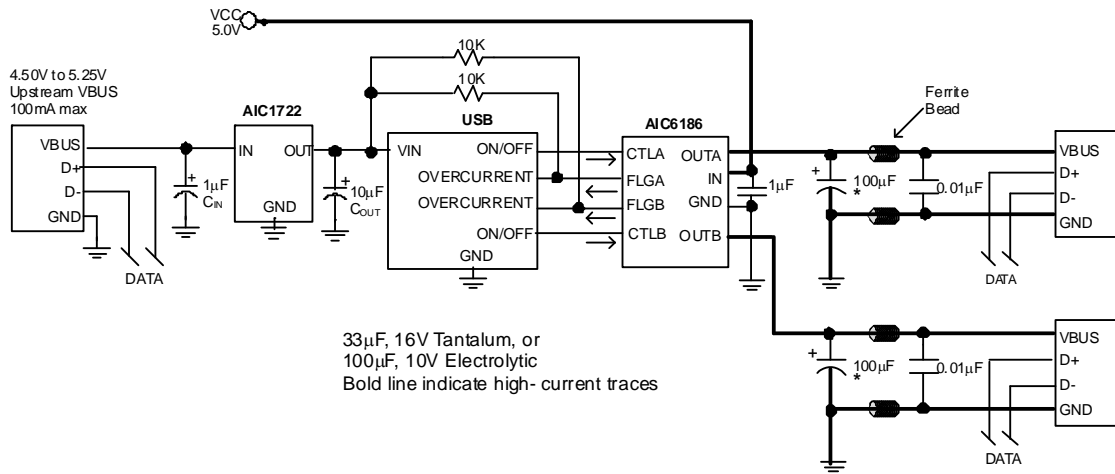 VCC
5.0V
10K
10K
4.50V to 5.25V
Upstream VBUS
100mA max
VBUS
D+
D-
GND
DATA
+
1μF
CIN
AIC1722
IN
OUT
GND
+
10μF
COUT
USB
VIN
ON/OFF
OVERCURRENT
OVERCURRENT
ON/OFF
GND
AIC6186
CTLA
FLGA
FLGB
CTLB
OUTA
IN
GND
OUTB
1μF
Ferrite
Bead
+
100μF
*
0.01μF
VBUS
D+
D-
GND
DATA
+
100μF
*
0.01μF
VBUS
D+
D-
GND
DATA
33μF, 16V Tantalum, or
100μF, 10V Electrolytic
Bold line indicate high- current traces